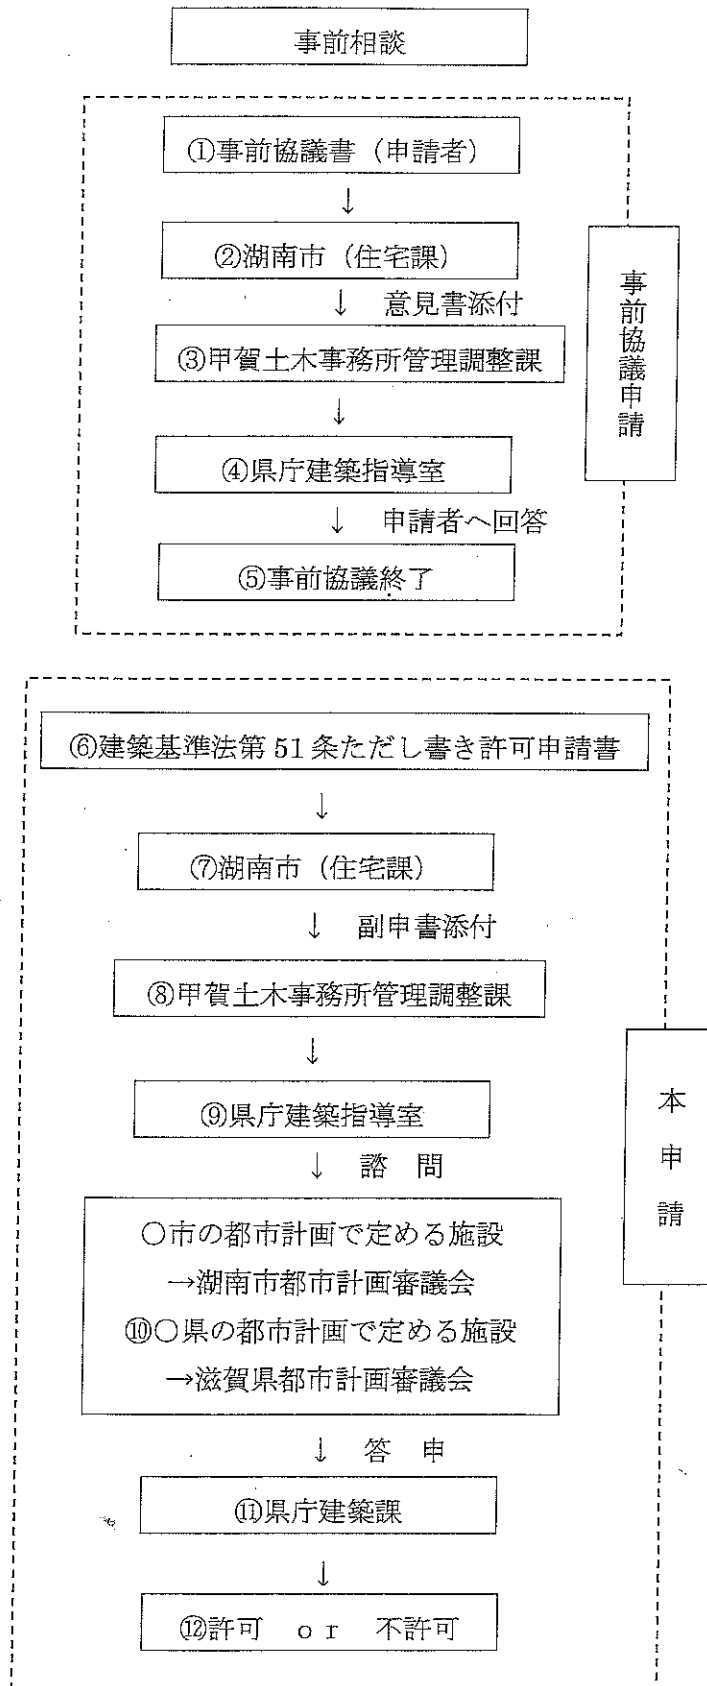 事前相談
①事前協議書（申請者）
↓
②湖南市（住宅課）
↓ 意見書添付
③甲賀土木事務所管理調整課
↓
④県庁建築指導室
↓ 申請者へ回答
⑤事前協議終了
事前協議申請
⑥建築基準法第51条ただし書き許可申請書
↓
⑦湖南市（住宅課）
↓ 副申書添付
⑧甲賀土木事務所管理調整課
↓
⑨県庁建築指導室
↓ 諮 問
○市の都市計画で定める施設
→湖南市都市計画審議会
⑩○県の都市計画で定める施設
→滋賀県都市計画審議会
↓ 答 申
⑪県庁建築課
↓
⑫許可 or 不許可
本申請